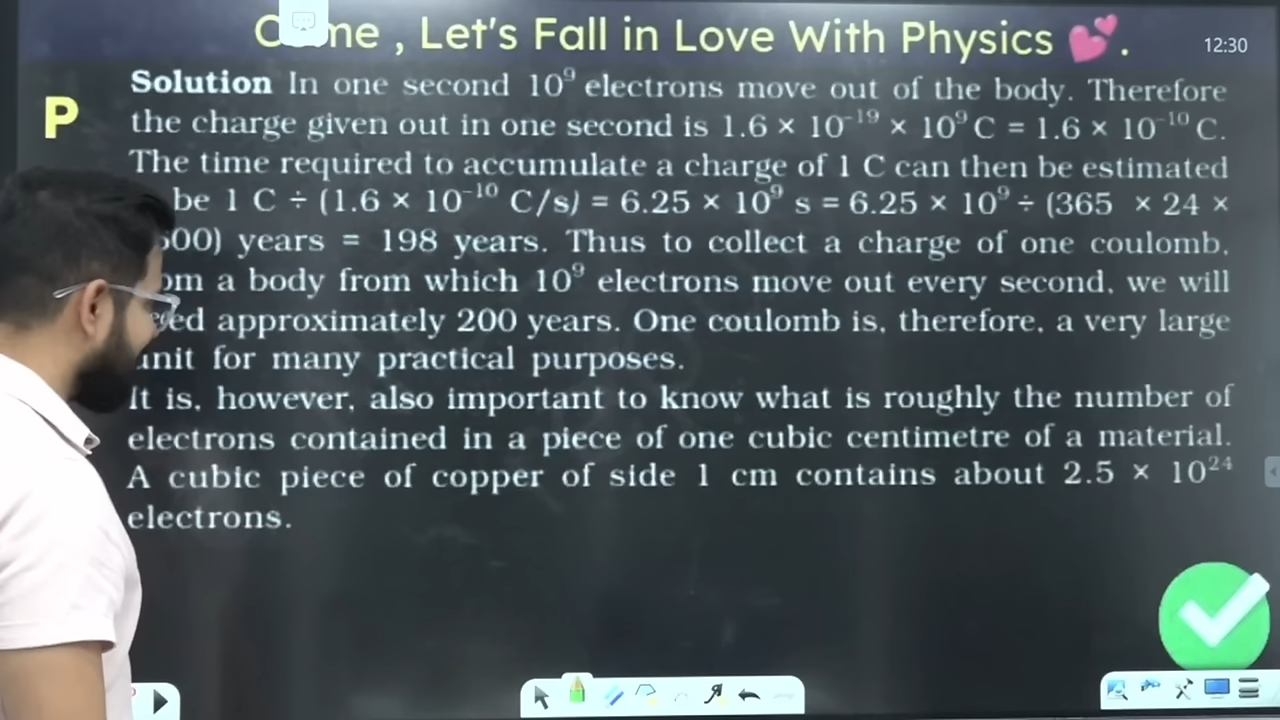 C me , Let's Fall in Love With Physics 💕 .
12:30
P
Solution In one second 10⁹ electrons move out of the body. Therefore
the charge given out in one second is 1.6 × 10⁻¹⁹ × 10⁹ C = 1.6 × 10⁻¹⁰ C.
The time required to accumulate a charge of 1 C can then be estimated
be 1 C ÷ (1.6 × 10⁻¹⁰ C/s) = 6.25 × 10⁹ s = 6.25 × 10⁹ ÷ (365 × 24 ×
600) years = 198 years. Thus to collect a charge of one coulomb,
om a body from which 10⁹ electrons move out every second, we will
approximately 200 years. One coulomb is, therefore, a very large
unit for many practical purposes.
It is, however, also important to know what is roughly the number of
electrons contained in a piece of one cubic centimetre of a material.
A cubic piece of copper of side 1 cm contains about 2.5 × 10²⁴
electrons.